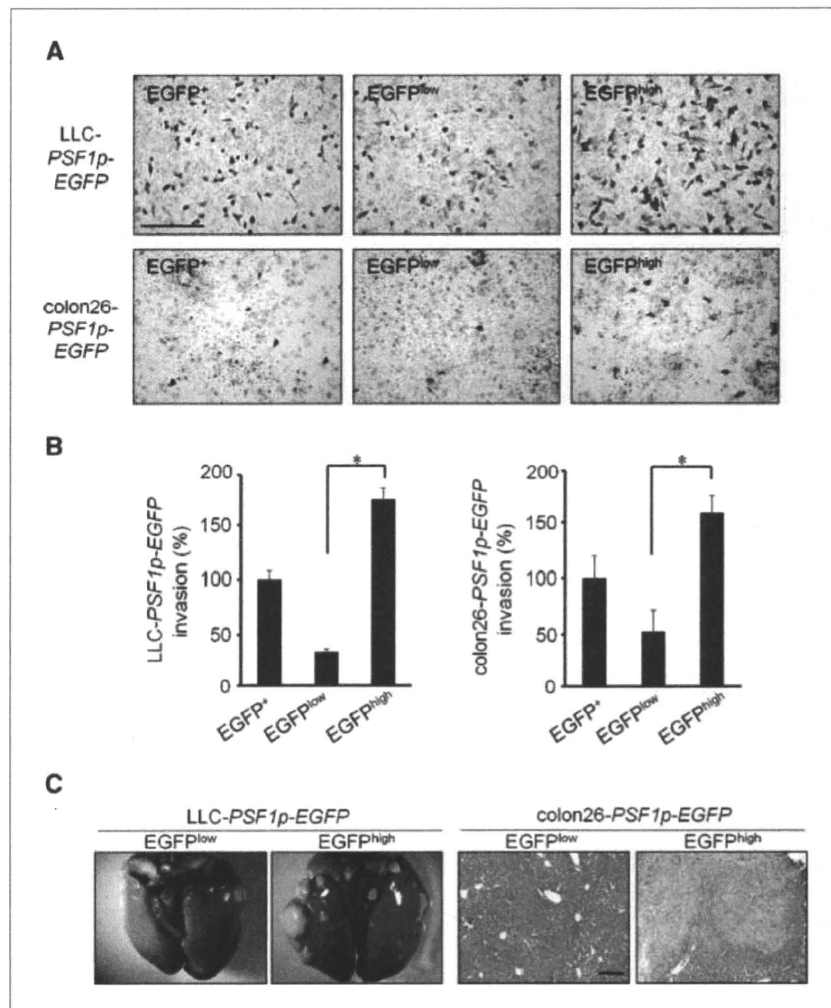 A
EGFP+ EGFPlow EGFPhigh
LLC-
PSF1p-
EGFP
EGFP+ EGFPlow EGFPhigh
colon26-
PSF1p-
EGFP
B
LLC-PSF1p-EGFP
invasion (%)
200
150
100
50
0
EGFP+ EGFPlow EGFPhigh
*
colon26-PSF1p-EGFP
invasion (%)
200
150
100
50
0
EGFP+ EGFPlow EGFPhigh
*
C
LLC-PSF1p-EGFP colon26-PSF1p-EGFP
EGFPlow EGFPhigh EGFPlow EGFPhigh